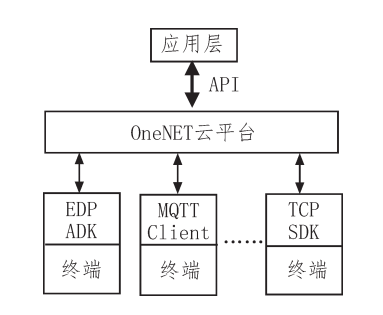 应用层
API
OneNET云平台
EDP
ADK
MQTT
Client
......
TCP
SDK
终端
终端
终端